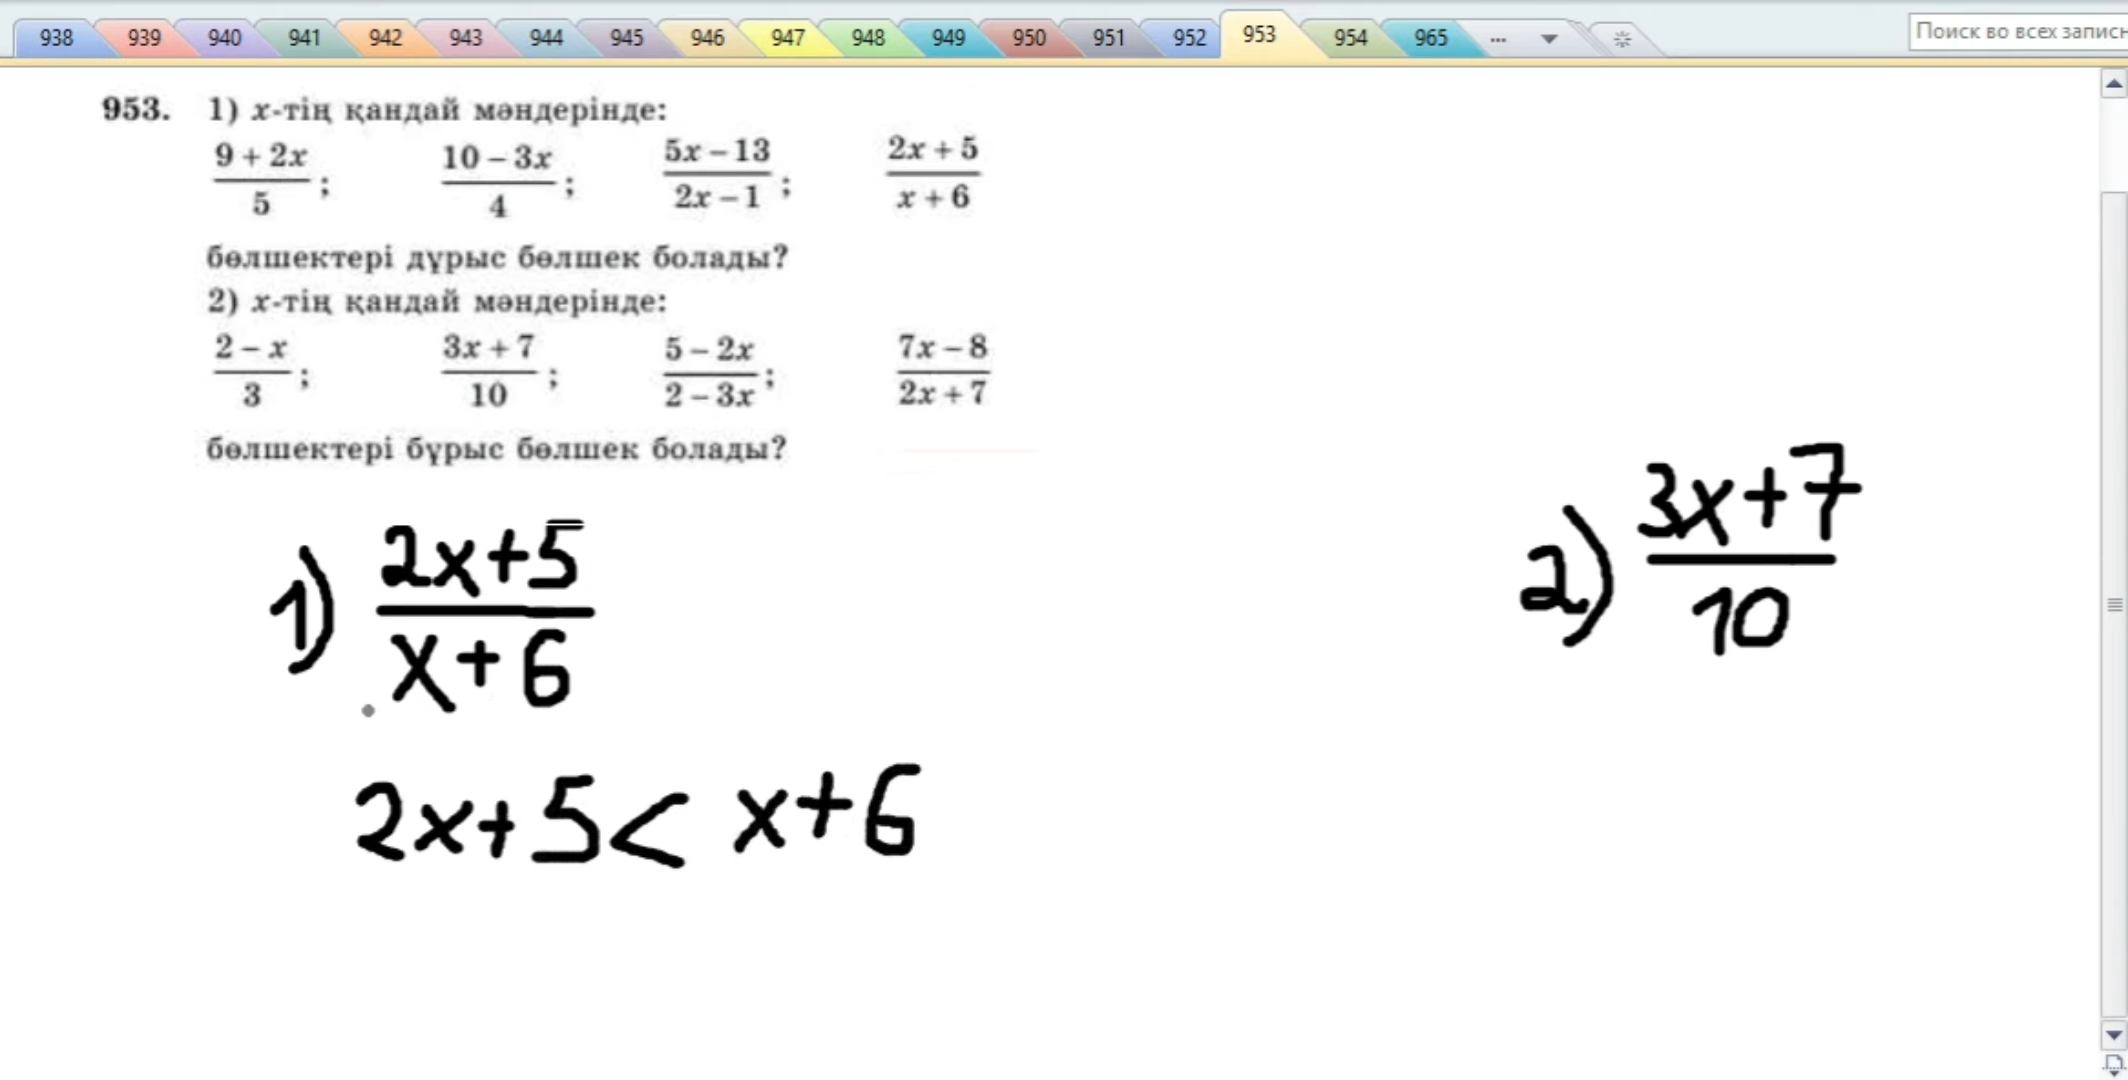 938 939 940 941 942 943 944 945 946 947 948 949 950 951 952 953 954 965 ...
Поиск во всех запис
953. 1) x-тің қандай мәндерінде:
(9 + 2x)/5; (10 – 3x)/4; (5x – 13)/(2x – 1); (2x + 5)/(x + 6)
бөлшектері дұрыс бөлшек болады?
2) x-тің қандай мәндерінде:
(2 – x)/3; (3x + 7)/10; (5 – 2x)/(2 – 3x); (7x – 8)/(2x + 7)
бөлшектері бұрыс бөлшек болады?
1) (2x+5)/(x+6)
2x+5 < x+6
2) (3x+7)/10